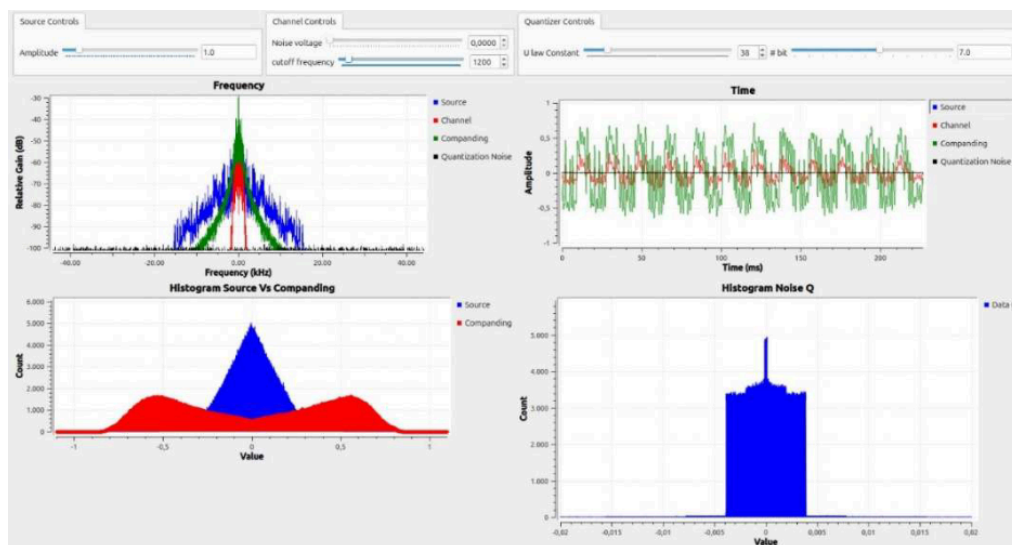 Source Controls
Amplitude 1.0
Channel Controls
Noise voltage 0,0000
cutoff frequency 1200
Quantizer Controls
U law Constant 38 # bit 7.0
Frequency
Relative Gain (dB)
-30
-40
-50
-60
-70
-80
-90
-100
-40.00 -20.00 0.00 20.00 40.00
Frequency (kHz)
Source
Channel
Companding
Quantization Noise
Time
Amplitude
1
0,5
0
-0,5
-1
0 50 100 150 200
Time (ms)
Source
Channel
Companding
Quantization Noise
Histogram Source Vs Companding
Count
6.000
5.000
4.000
3.000
2.000
1.000
0
-1 -0,5 0 0,5 1
Value
Source
Companding
Histogram Noise Q
Count
5.000
4.000
3.000
2.000
1.000
0
-0,02 -0,015 -0,01 -0,005 0 0,005 0,01 0,015 0,02
Value
Data